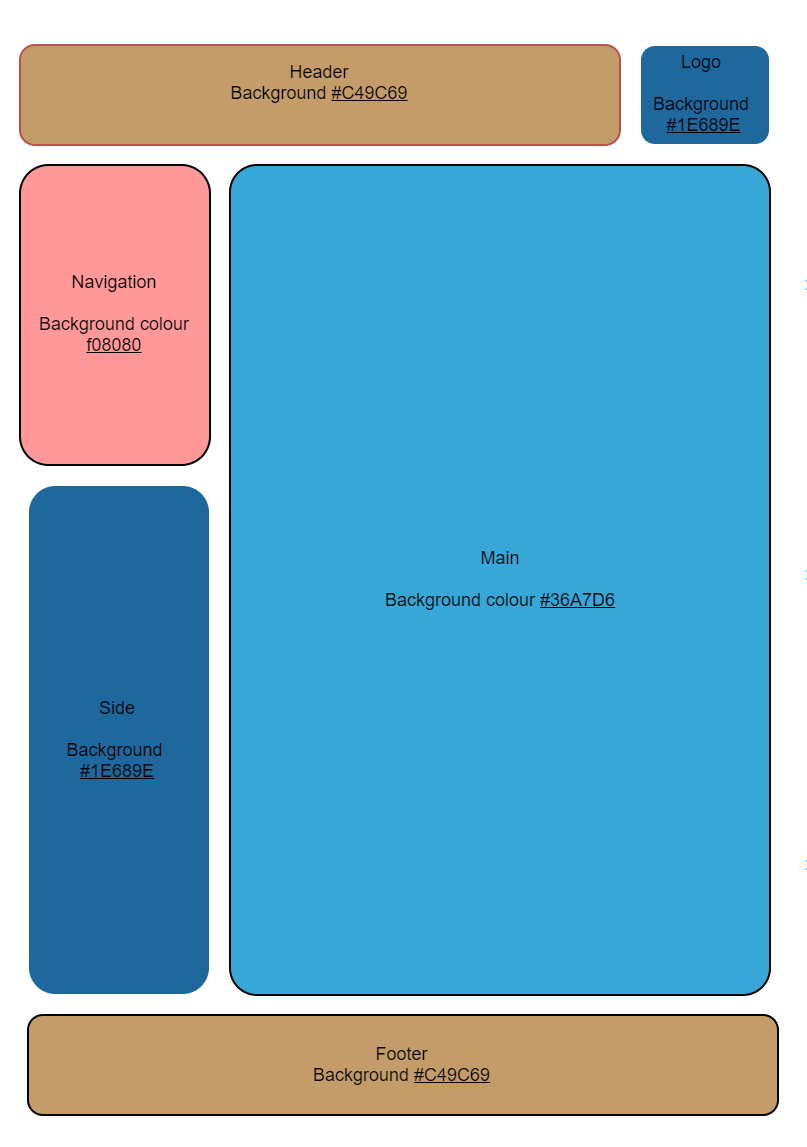 Header
Background #C49C69
Logo
Background
#1E689E
Navigation
Background colour
f08080
Main
Background colour #36A7D6
Side
Background
#1E689E
Footer
Background #C49C69